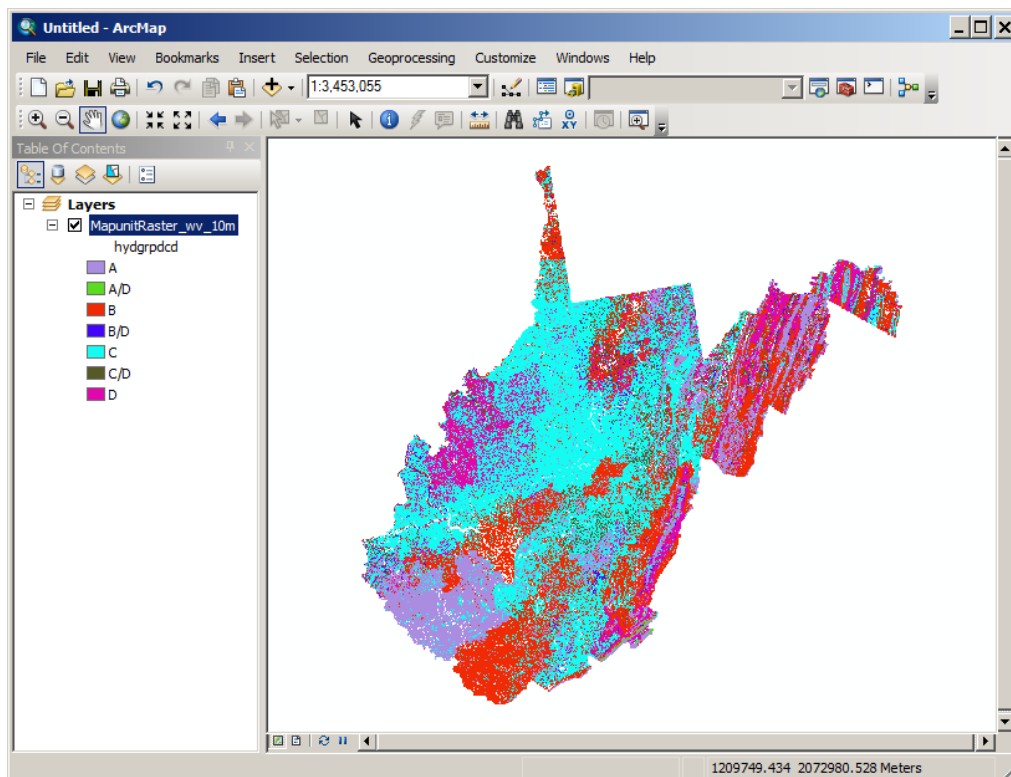 Untitled - ArcMap
File Edit View Bookmarks Insert Selection Geoprocessing Customize Windows Help
1:3,453,055
XY
Table Of Contents
Layers
MapunitRaster_wv_10m
hydgrpdcd
A
A/D
B
B/D
C
C/D
D
1209749.434 2072980.528 Meters